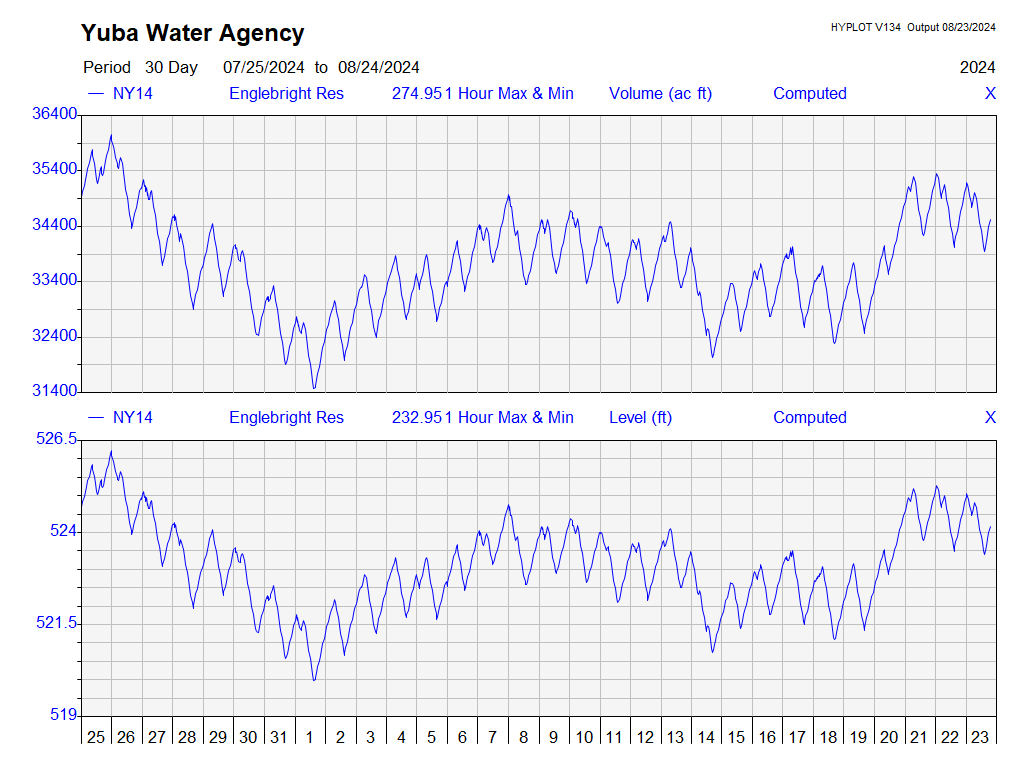 Yuba Water Agency
HYPLOT V134 Output 08/23/2024
Period 30 Day 07/25/2024 to 08/24/2024 2024
NY14 Englebright Res 274.951 Hour Max & Min Volume (ac ft) Computed X
36400
35400
34400
33400
32400
31400
NY14 Englebright Res 232.951 Hour Max & Min Level (ft) Computed X
526.5
524
521.5
519
25 26 27 28 29 30 31 1 2 3 4 5 6 7 8 9 10 11 12 13 14 15 16 17 18 19 20 21 22 23